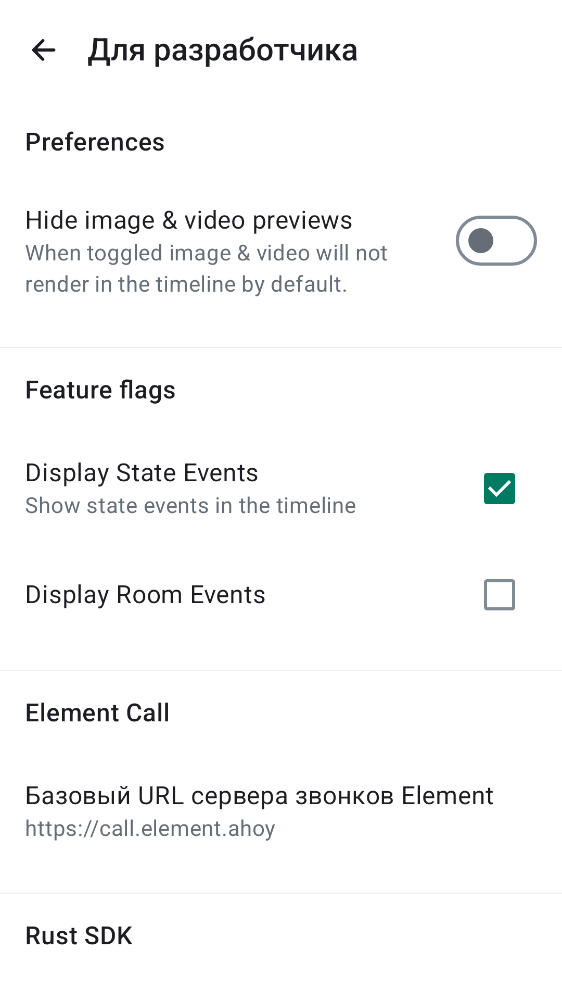 Для разработчика
Preferences
Hide image & video previews
When toggled image & video will not
render in the timeline by default.
Feature flags
Display State Events
Show state events in the timeline
Display Room Events
Element Call
Базовый URL сервера звонков Element
https://call.element.ahoy
Rust SDK